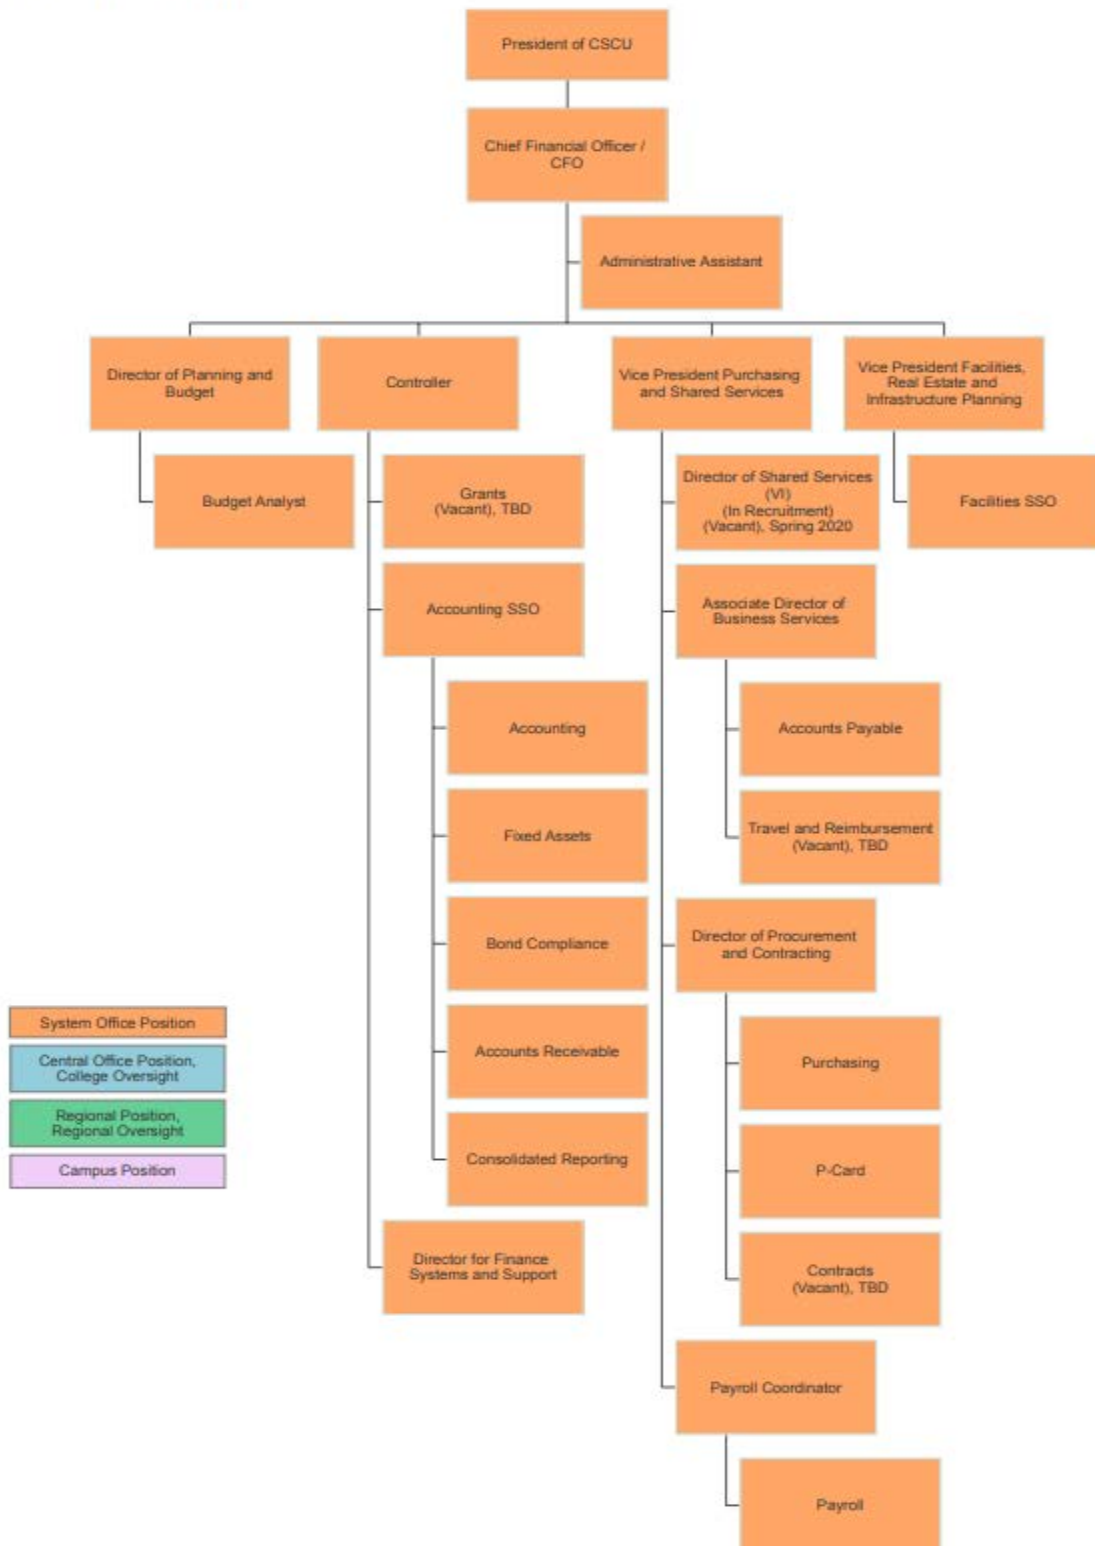 President of CSCU
Chief Financial Officer /
CFO
Administrative Assistant
Director of Planning and
Budget
Controller
Vice President Purchasing
and Shared Services
Vice President Facilities,
Real Estate and
Infrastructure Planning
Budget Analyst
Grants
(Vacant), TBD
Director of Shared Services
(VI)
(In Recruitment)
(Vacant), Spring 2020
Facilities SSO
Accounting SSO
Associate Director of
Business Services
Accounting
Accounts Payable
Fixed Assets
Travel and Reimbursement
(Vacant), TBD
Bond Compliance
Director of Procurement
and Contracting
Accounts Receivable
Purchasing
Consolidated Reporting
P-Card
Director for Finance
Systems and Support
Contracts
(Vacant), TBD
Payroll Coordinator
Payroll
System Office Position
Central Office Position,
College Oversight
Regional Position,
Regional Oversight
Campus Position